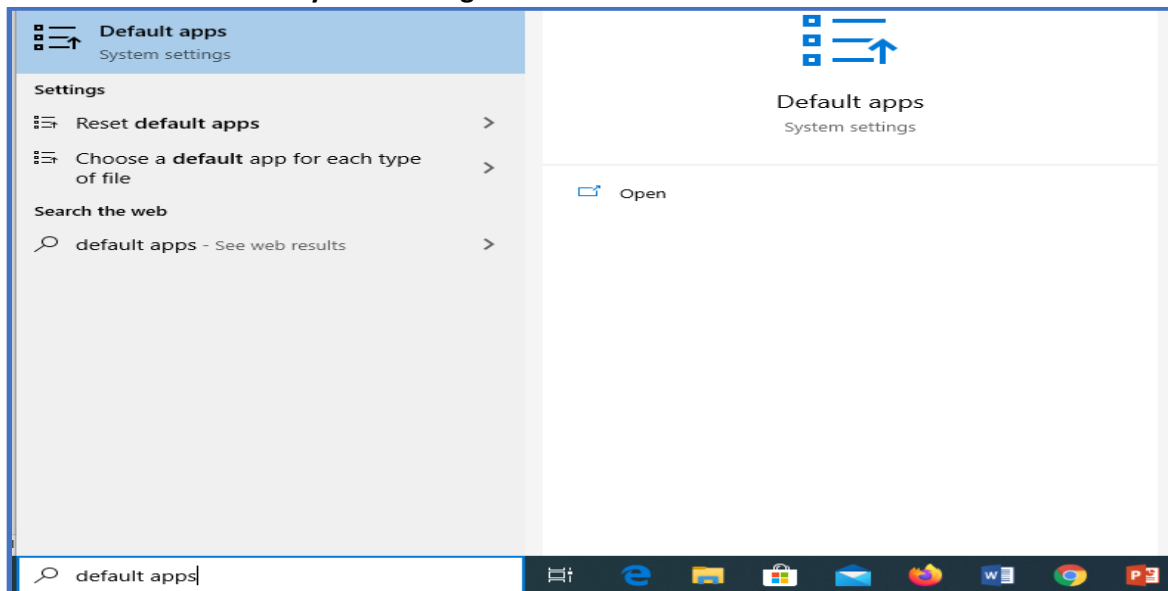 Default apps
System settings
Settings
Reset default apps
Choose a default app for each type
of file
Search the web
default apps - See web results
default apps
Default apps
System settings
Open